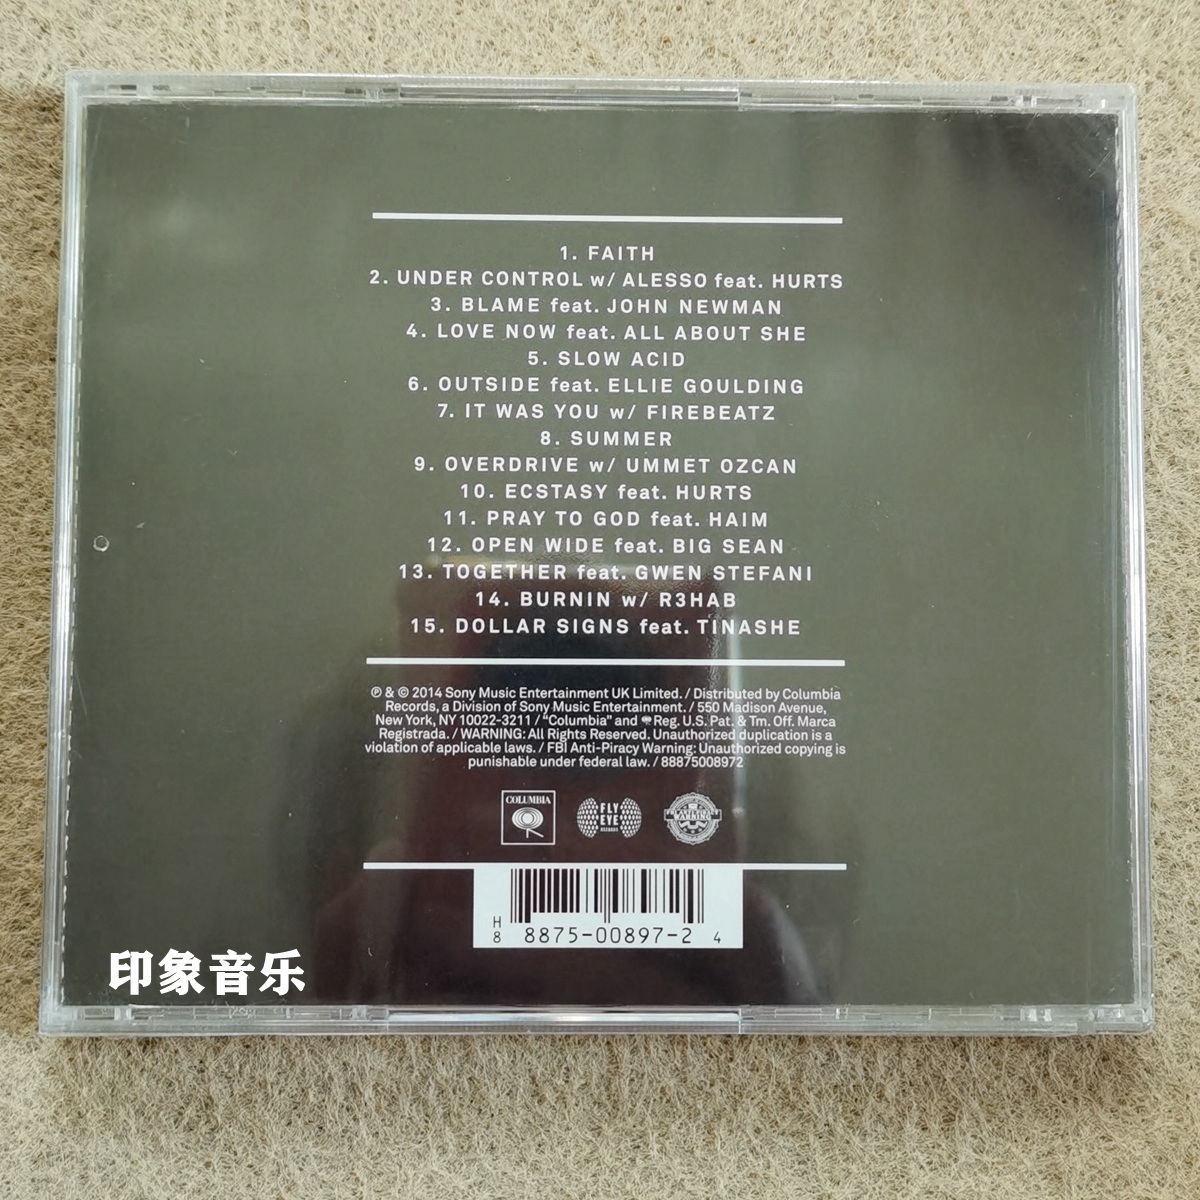 1. FAITH
2. UNDER CONTROL w/ ALESSO feat. HURTS
3. BLAME feat. JOHN NEWMAN
4. LOVE NOW feat. ALL ABOUT SHE
5. SLOW ACID
6. OUTSIDE feat. ELLIE GOULDING
7. IT WAS YOU w/ FIREBEATZ
8. SUMMER
9. OVERDRIVE w/ UMMET OZCAN
10. ECSTASY feat. HURTS
11. PRAY TO GOD feat. HAIM
12. OPEN WIDE feat. BIG SEAN
13. TOGETHER feat. GWEN STEFANI
14. BURNIN w/ R3HAB
15. DOLLAR SIGNS feat. TINASHE
℗ & © 2014 Sony Music Entertainment UK Limited. / Distributed by Columbia
Records, a Division of Sony Music Entertainment. / 550 Madison Avenue,
New York, NY 10022-3211 / "Columbia" and Reg. U.S. Pat. & Tm. Off. Marca
Registrada. / WARNING: All Rights Reserved. Unauthorized duplication is a
violation of applicable laws. / FBI Anti-Piracy Warning: Unauthorized copying is
punishable under federal law. / 88875008972
COLUMBIA
FLY
EYE
RECORDS
WARNING
H
8 8875-00897-2 4
印象音乐